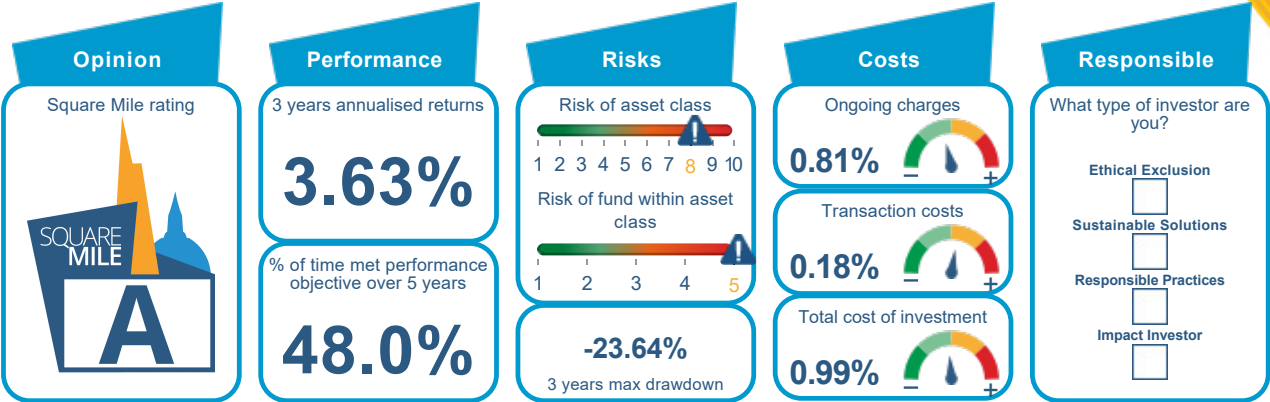 Opinion
Square Mile rating
SQUARE
MILE
A
Performance
3 years annualised returns
3.63%
% of time met performance
objective over 5 years
48.0%
Risks
Risk of asset class
1 2 3 4 5 6 7 8 9 10
Risk of fund within asset
class
1 2 3 4 5
-23.64%
3 years max drawdown
Costs
Ongoing charges
0.81%
– +
Transaction costs
0.18%
– +
Total cost of investment
0.99%
– +
Responsible
What type of investor are
you?
Ethical Exclusion
Sustainable Solutions
Responsible Practices
Impact Investor